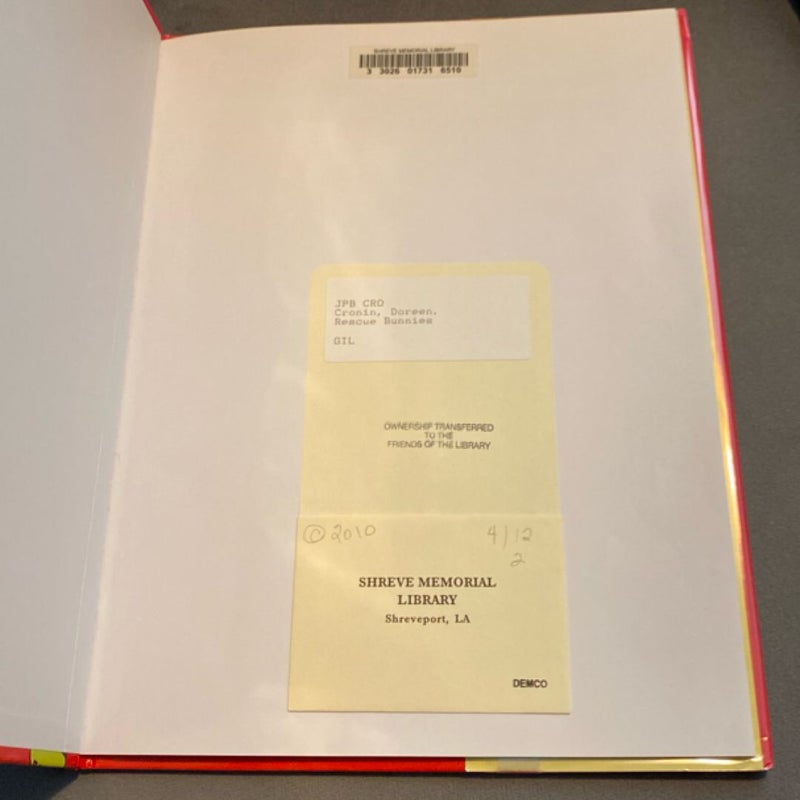 SHREVE MEMORIAL LIBRARY
3 3026 01731 6510
JPB CRO
Cronin, Doreen.
Rescue Bunnies
GIL
OWNERSHIP TRANSFERRED
TO THE
FRIENDS OF THE LIBRARY
© 2010 4/12
2
SHREVE MEMORIAL
LIBRARY
Shreveport, LA
DEMCO